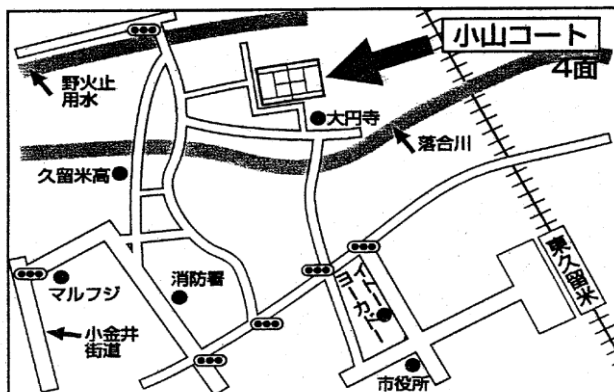 小山コート
4面
野火止
用水
大円寺
落合川
久留米高
東久留米
マルフジ
消防署
イトー
ヨーカドー
小金井
街道
市役所